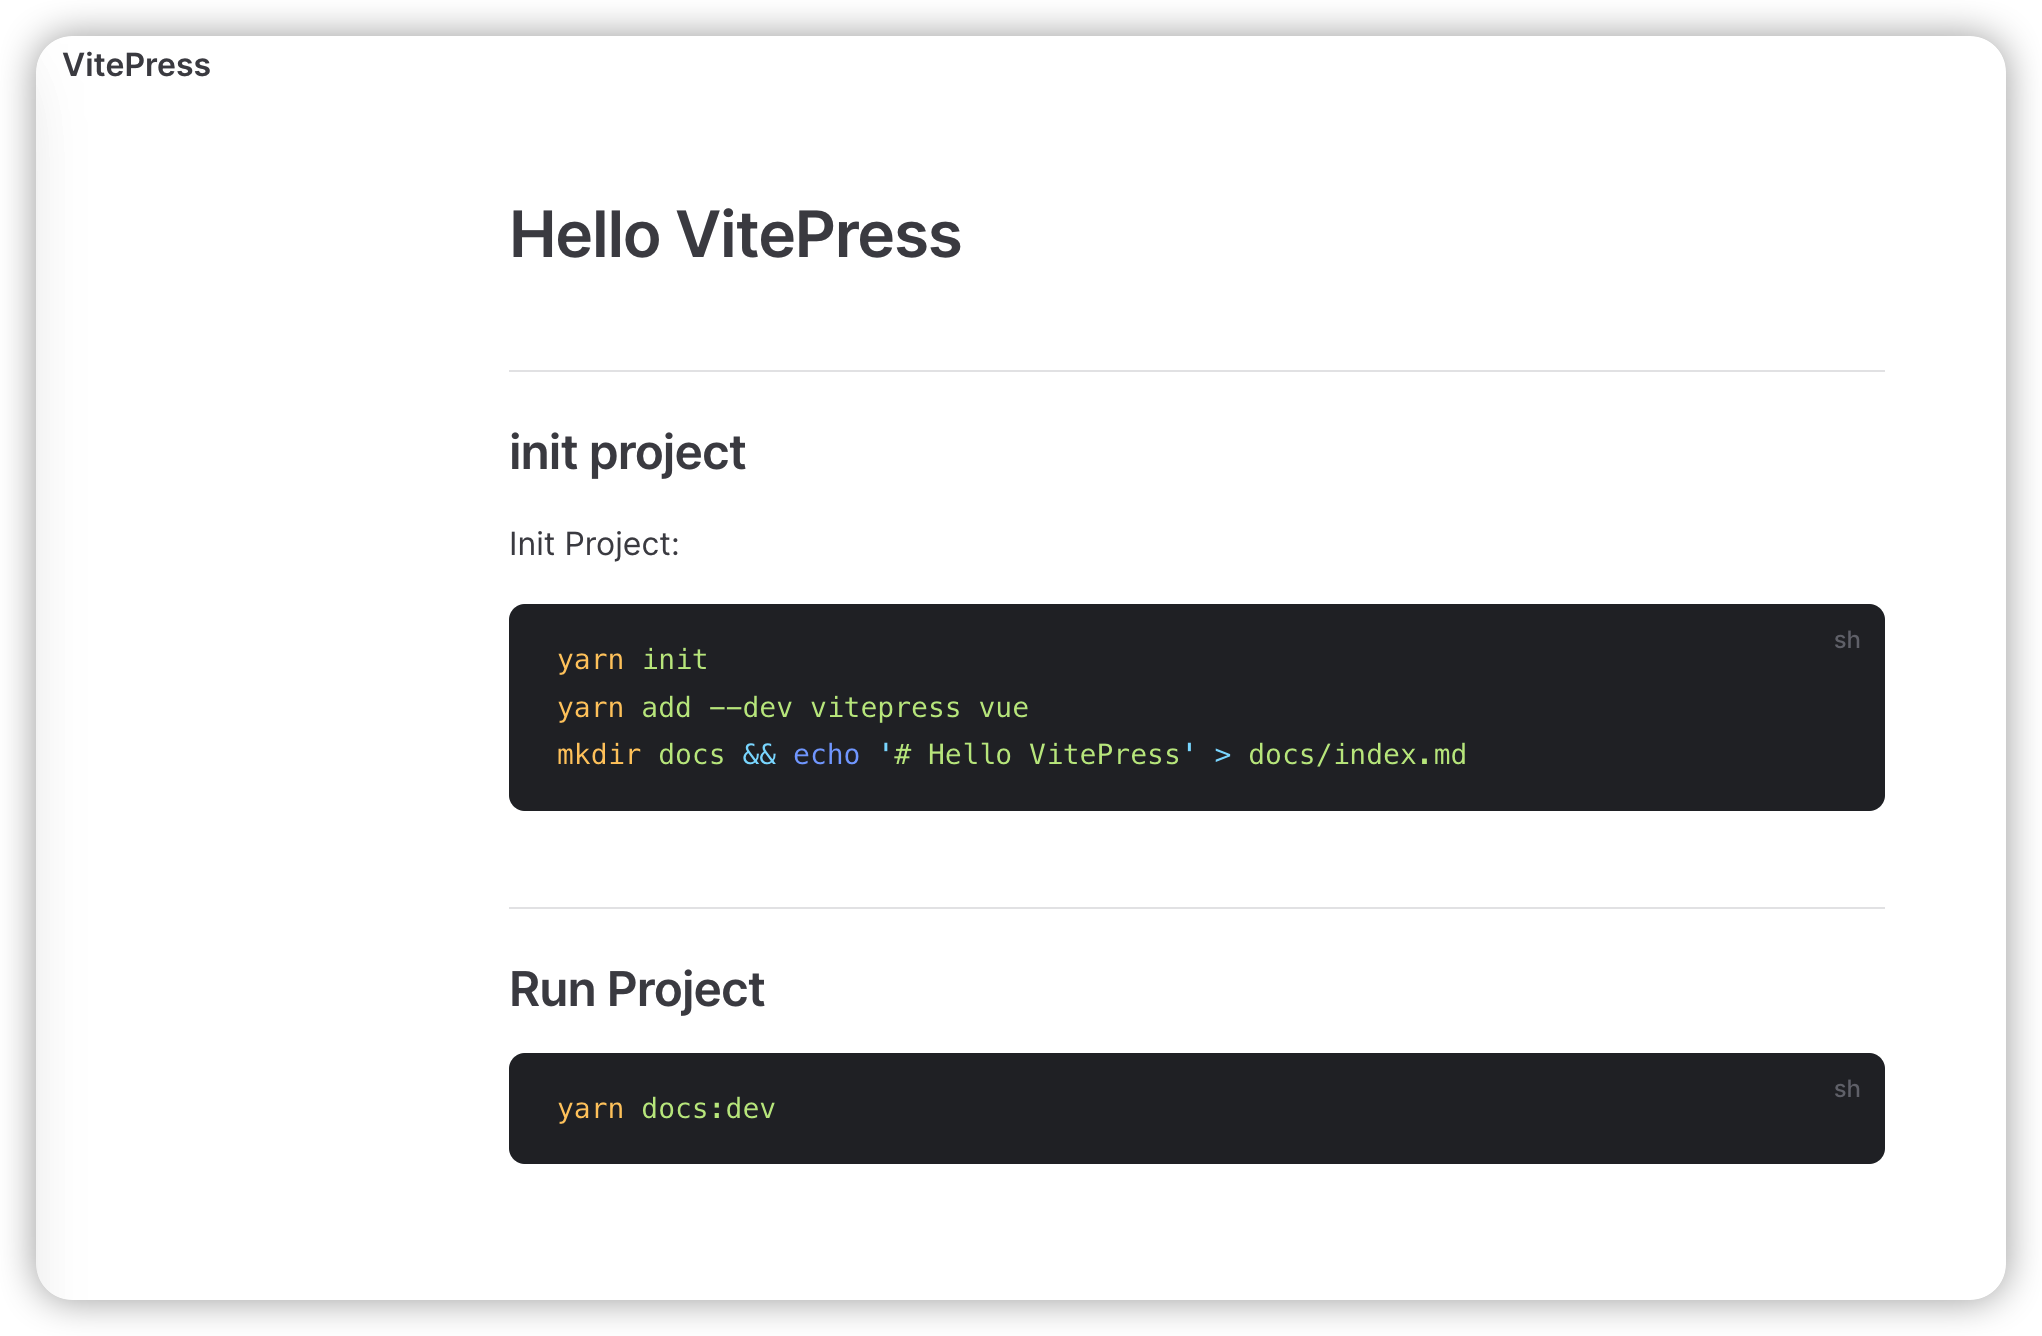 VitePress
Hello VitePress
init project
Init Project:
sh
yarn init
yarn add --dev vitepress vue
mkdir docs && echo '# Hello VitePress' > docs/index.md
Run Project
sh
yarn docs:dev